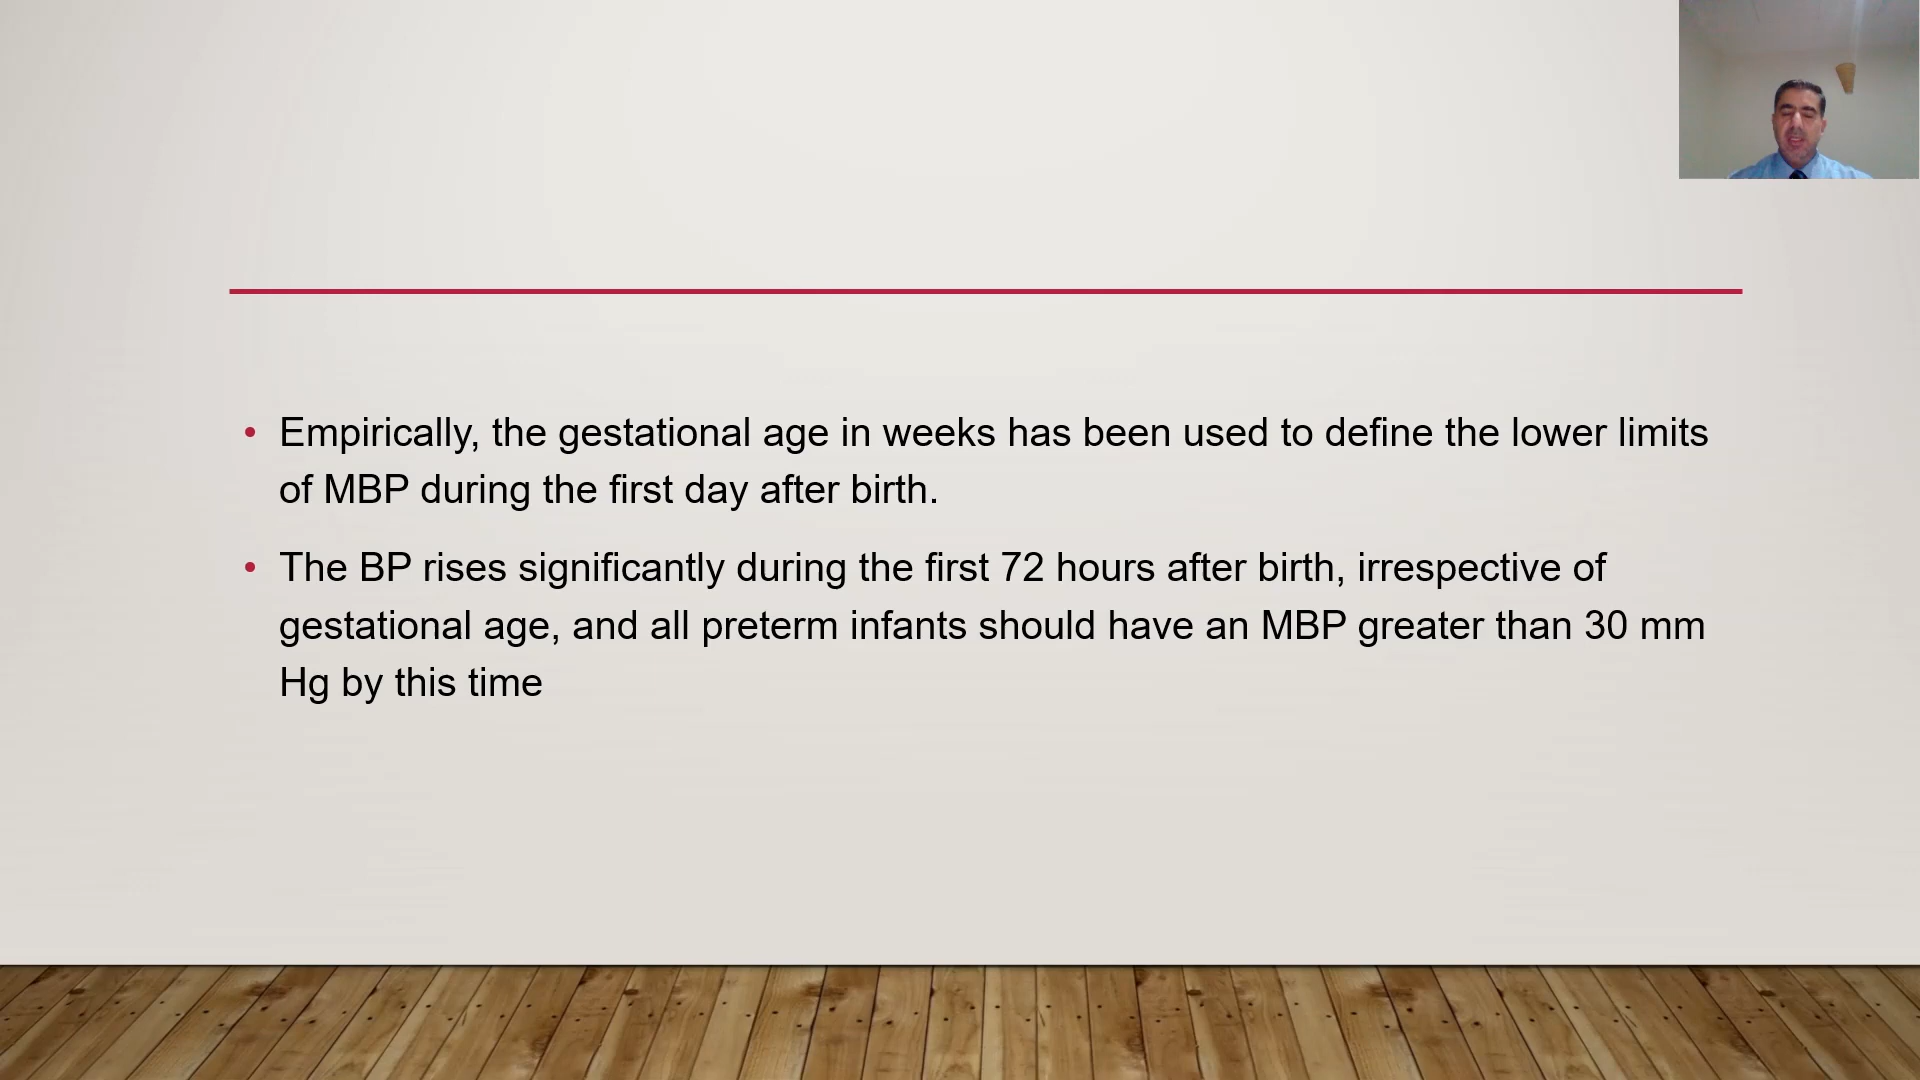 • Empirically, the gestational age in weeks has been used to define the lower limits
of MBP during the first day after birth.
• The BP rises significantly during the first 72 hours after birth, irrespective of
gestational age, and all preterm infants should have an MBP greater than 30 mm
Hg by this time